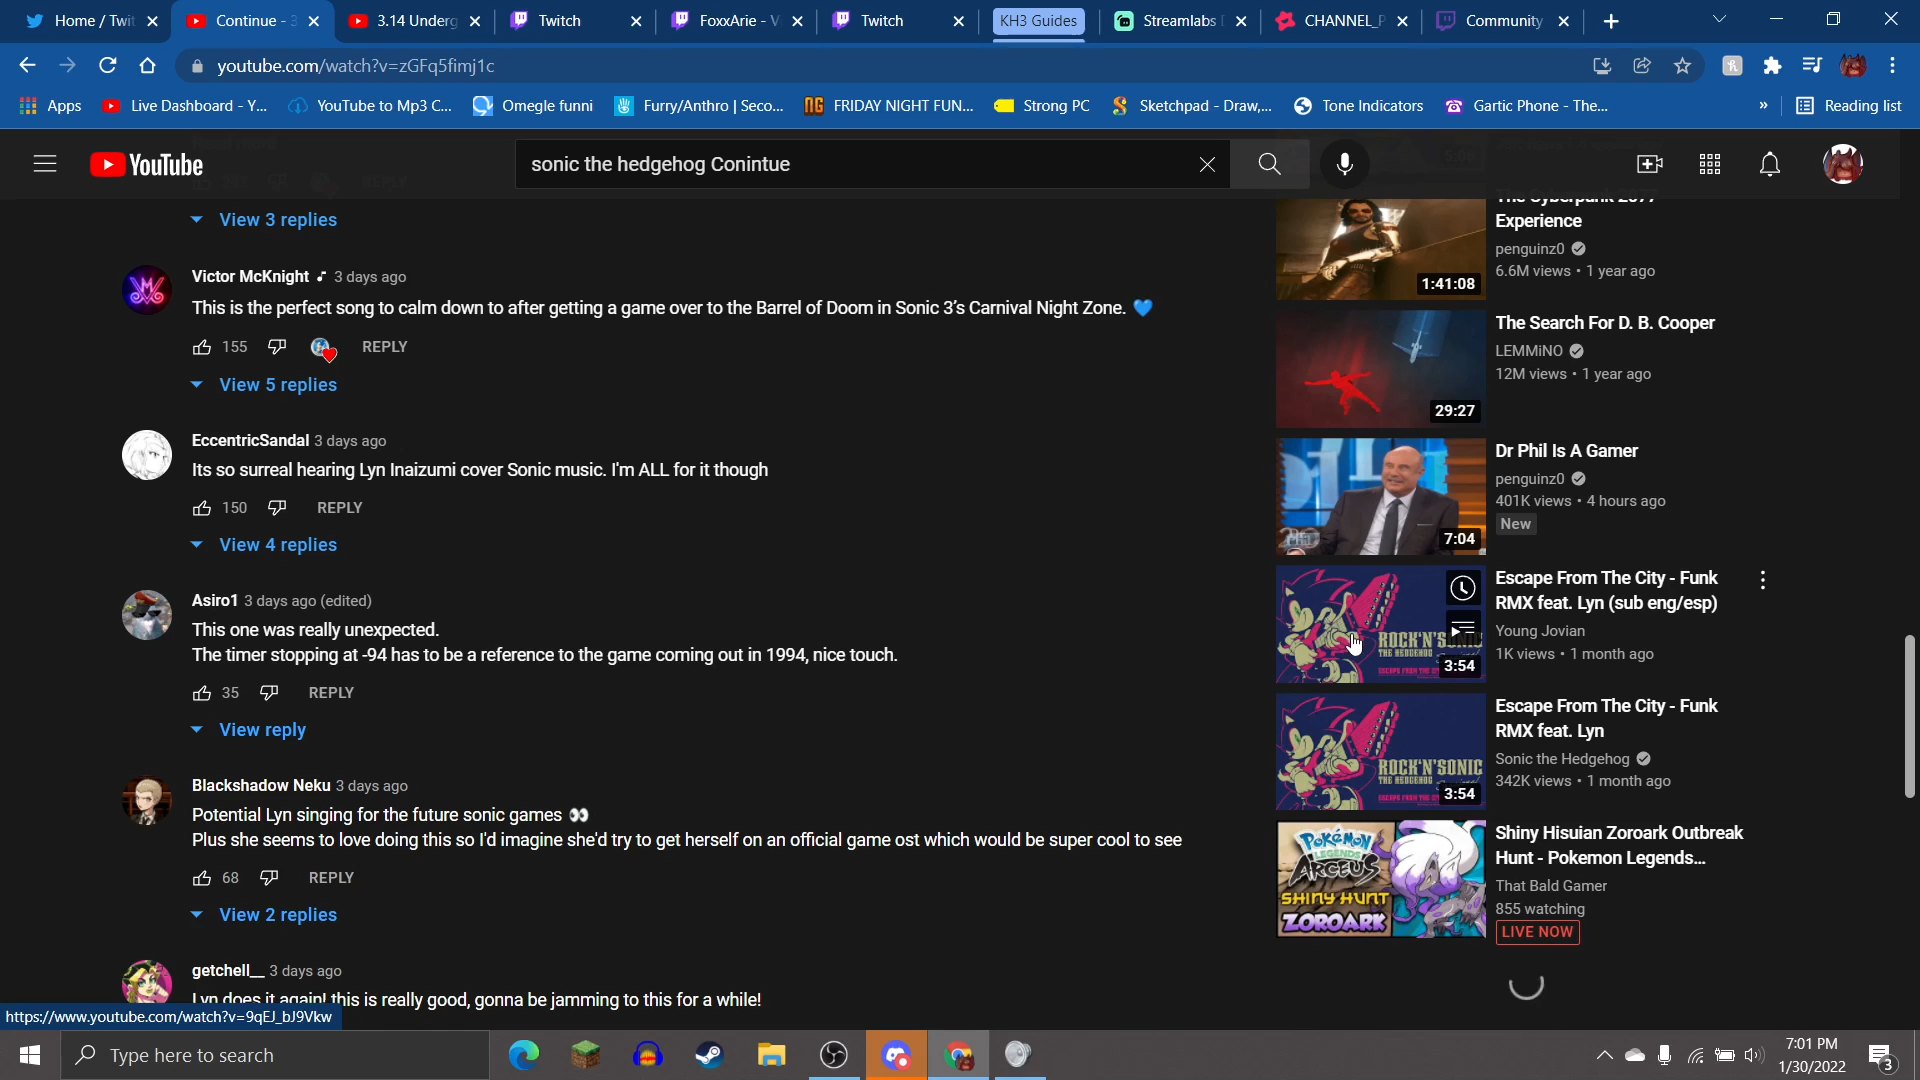 Home / Twit
Continue - 3
3.14 Underg
Twitch
FoxxArie - V
Twitch
KH3 Guides
Streamlabs
CHANNEL_P
Community
youtube.com/watch?v=zGFq5fimj1c
Apps
Live Dashboard - Y...
YouTube to Mp3 C...
Omegle funni
Furry/Anthro | Seco...
FRIDAY NIGHT FUN...
Strong PC
Sketchpad - Draw,...
Tone Indicators
Gartic Phone - The...
»
Reading list
YouTube
sonic the hedgehog Conintue
View 3 replies
Victor McKnight 3 days ago
This is the perfect song to calm down to after getting a game over to the Barrel of Doom in Sonic 3's Carnival Night Zone. 💙
155 REPLY
View 5 replies
EccentricSandal 3 days ago
Its so surreal hearing Lyn Inaizumi cover Sonic music. I'm ALL for it though
150 REPLY
View 4 replies
Asiro1 3 days ago (edited)
This one was really unexpected.
The timer stopping at -94 has to be a reference to the game coming out in 1994, nice touch.
35 REPLY
View reply
Blackshadow Neku 3 days ago
Potential Lyn singing for the future sonic games 👀
Plus she seems to love doing this so I'd imagine she'd try to get herself on an official game ost which would be super cool to see
68 REPLY
View 2 replies
getchell__ 3 days ago
Lyn does it again! this is really good, gonna be jamming to this for a while!
The Cyberpunk 2077
Experience
penguinz0
6.6M views • 1 year ago
1:41:08
The Search For D. B. Cooper
LEMMiNO
12M views • 1 year ago
29:27
Dr Phil Is A Gamer
penguinz0
401K views • 4 hours ago
New
7:04
Escape From The City - Funk
RMX feat. Lyn (sub eng/esp)
Young Jovian
1K views • 1 month ago
ROCK'N'SONIC
THE HEDGEHOG
3:54
Escape From The City - Funk
RMX feat. Lyn
Sonic the Hedgehog
342K views • 1 month ago
ROCK'N'SONIC
THE HEDGEHOG
3:54
Shiny Hisuian Zoroark Outbreak
Hunt - Pokemon Legends...
That Bald Gamer
855 watching
LIVE NOW
POKéMON
LEGENDS
ARCEUS
SHINY HUNT
ZOROARK
https://www.youtube.com/watch?v=9qEJ_bJ9Vkw
Type here to search
7:01 PM
1/30/2022
3